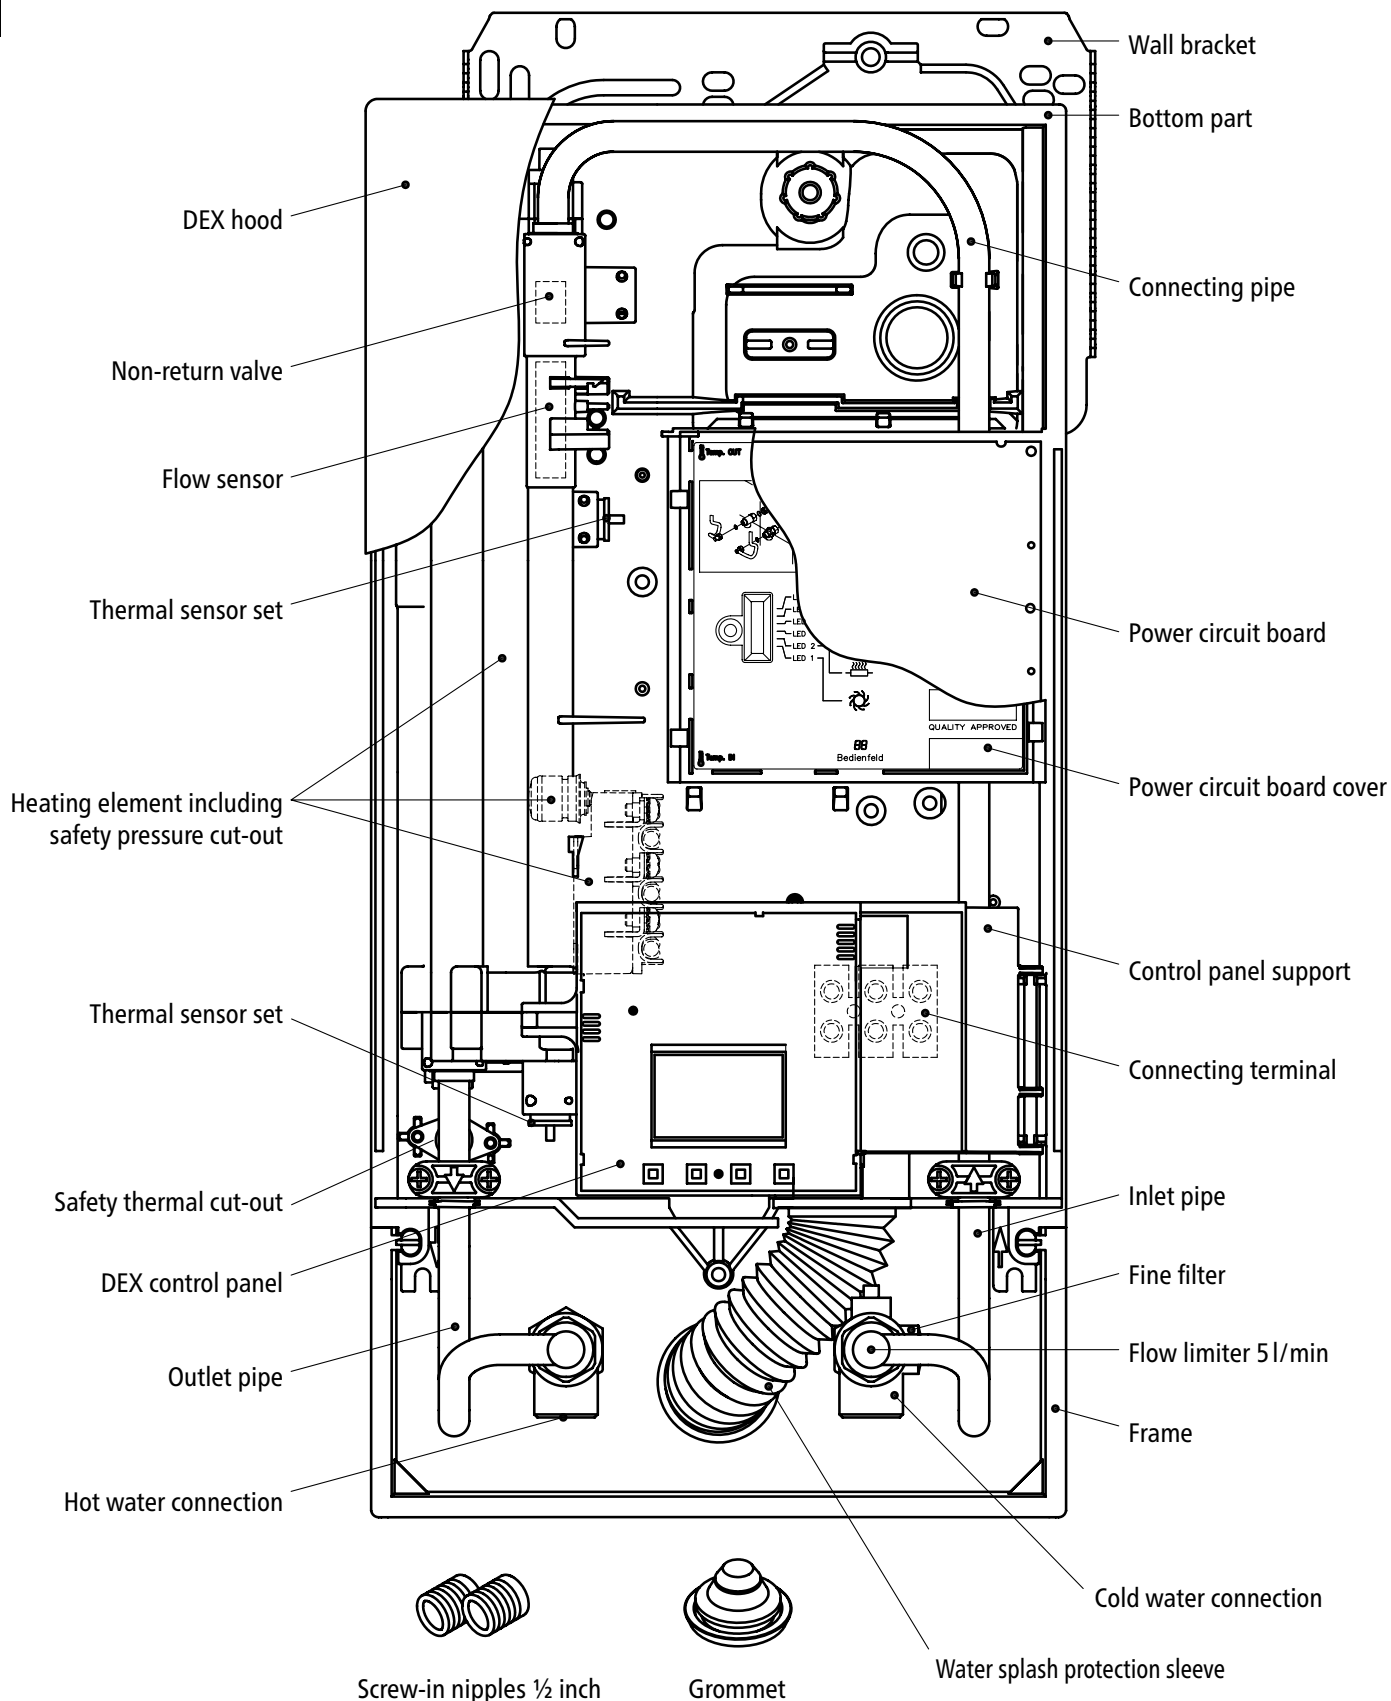 Wall bracket
Bottom part
DEX hood
Connecting pipe
Non-return valve
Flow sensor
Temp. OUT
Thermal sensor set
LED
LED
LED 2
LED 1
Power circuit board
QUALITY APPROVED
88
Bedienfeld
Temp. IN
Power circuit board cover
Heating element including
safety pressure cut-out
Control panel support
Thermal sensor set
Connecting terminal
Safety thermal cut-out
Inlet pipe
DEX control panel
Fine filter
Outlet pipe
Flow limiter 5 l/min
Frame
Hot water connection
Cold water connection
Water splash protection sleeve
Screw-in nipples ½ inch
Grommet